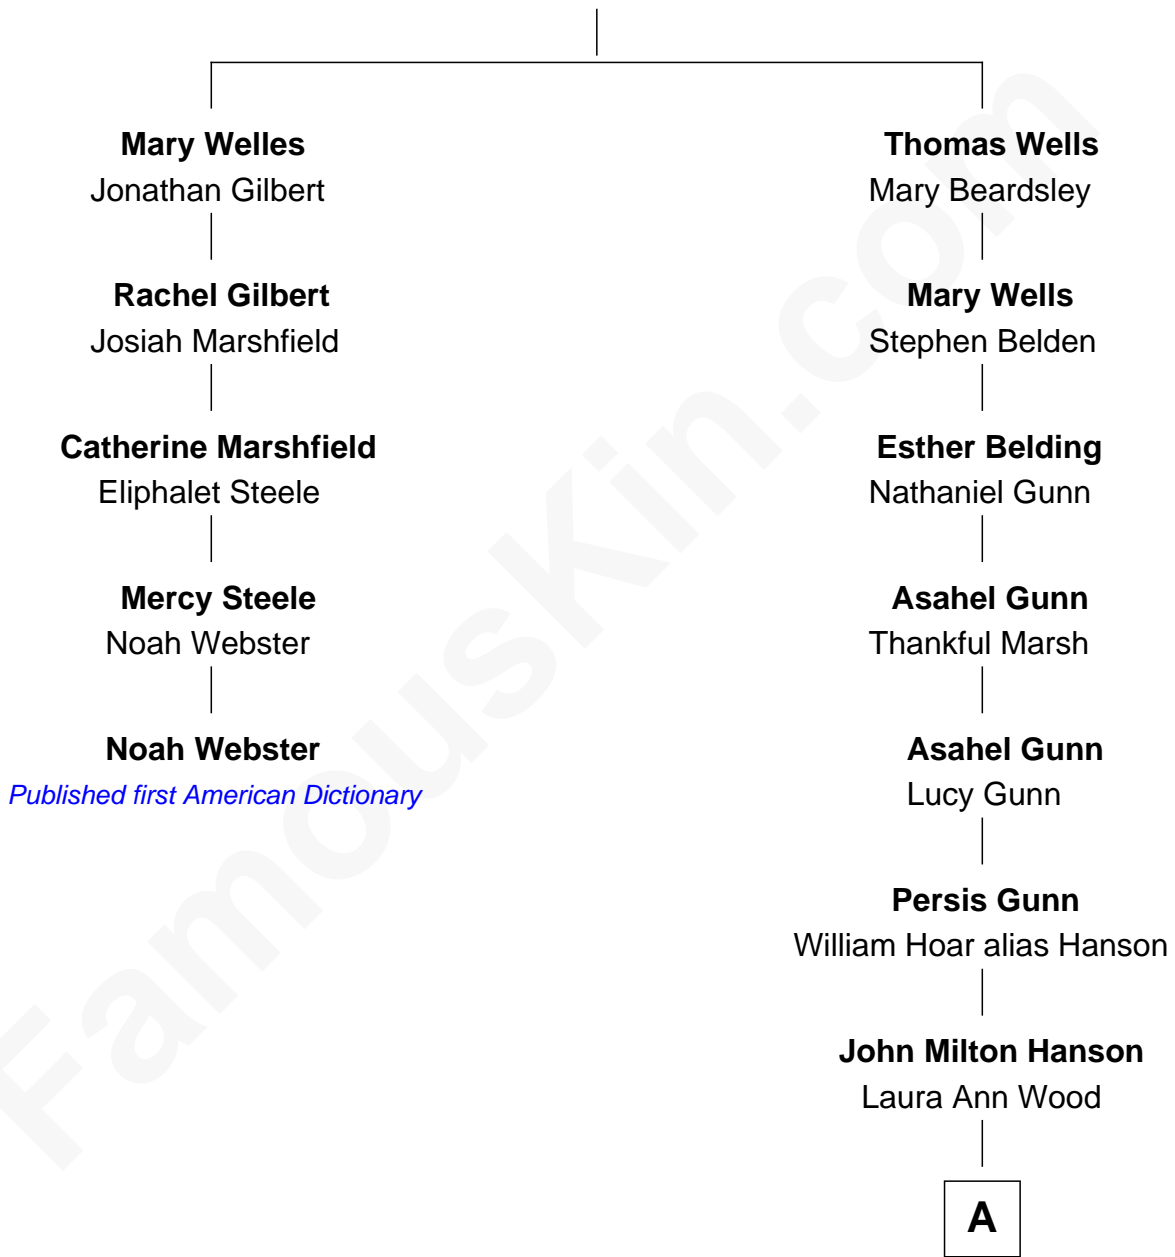 Mary Welles
Jonathan Gilbert
Rachel Gilbert
Josiah Marshfield
Catherine Marshfield
Eliphalet Steele
Mercy Steele
Noah Webster
Noah Webster
Published first American Dictionary
Thomas Wells
Mary Beardsley
Mary Wells
Stephen Belden
Esther Belding
Nathaniel Gunn
Asahel Gunn
Thankful Marsh
Asahel Gunn
Lucy Gunn
Persis Gunn
William Hoar alias Hanson
John Milton Hanson
Laura Ann Wood
A
FamousKin.com